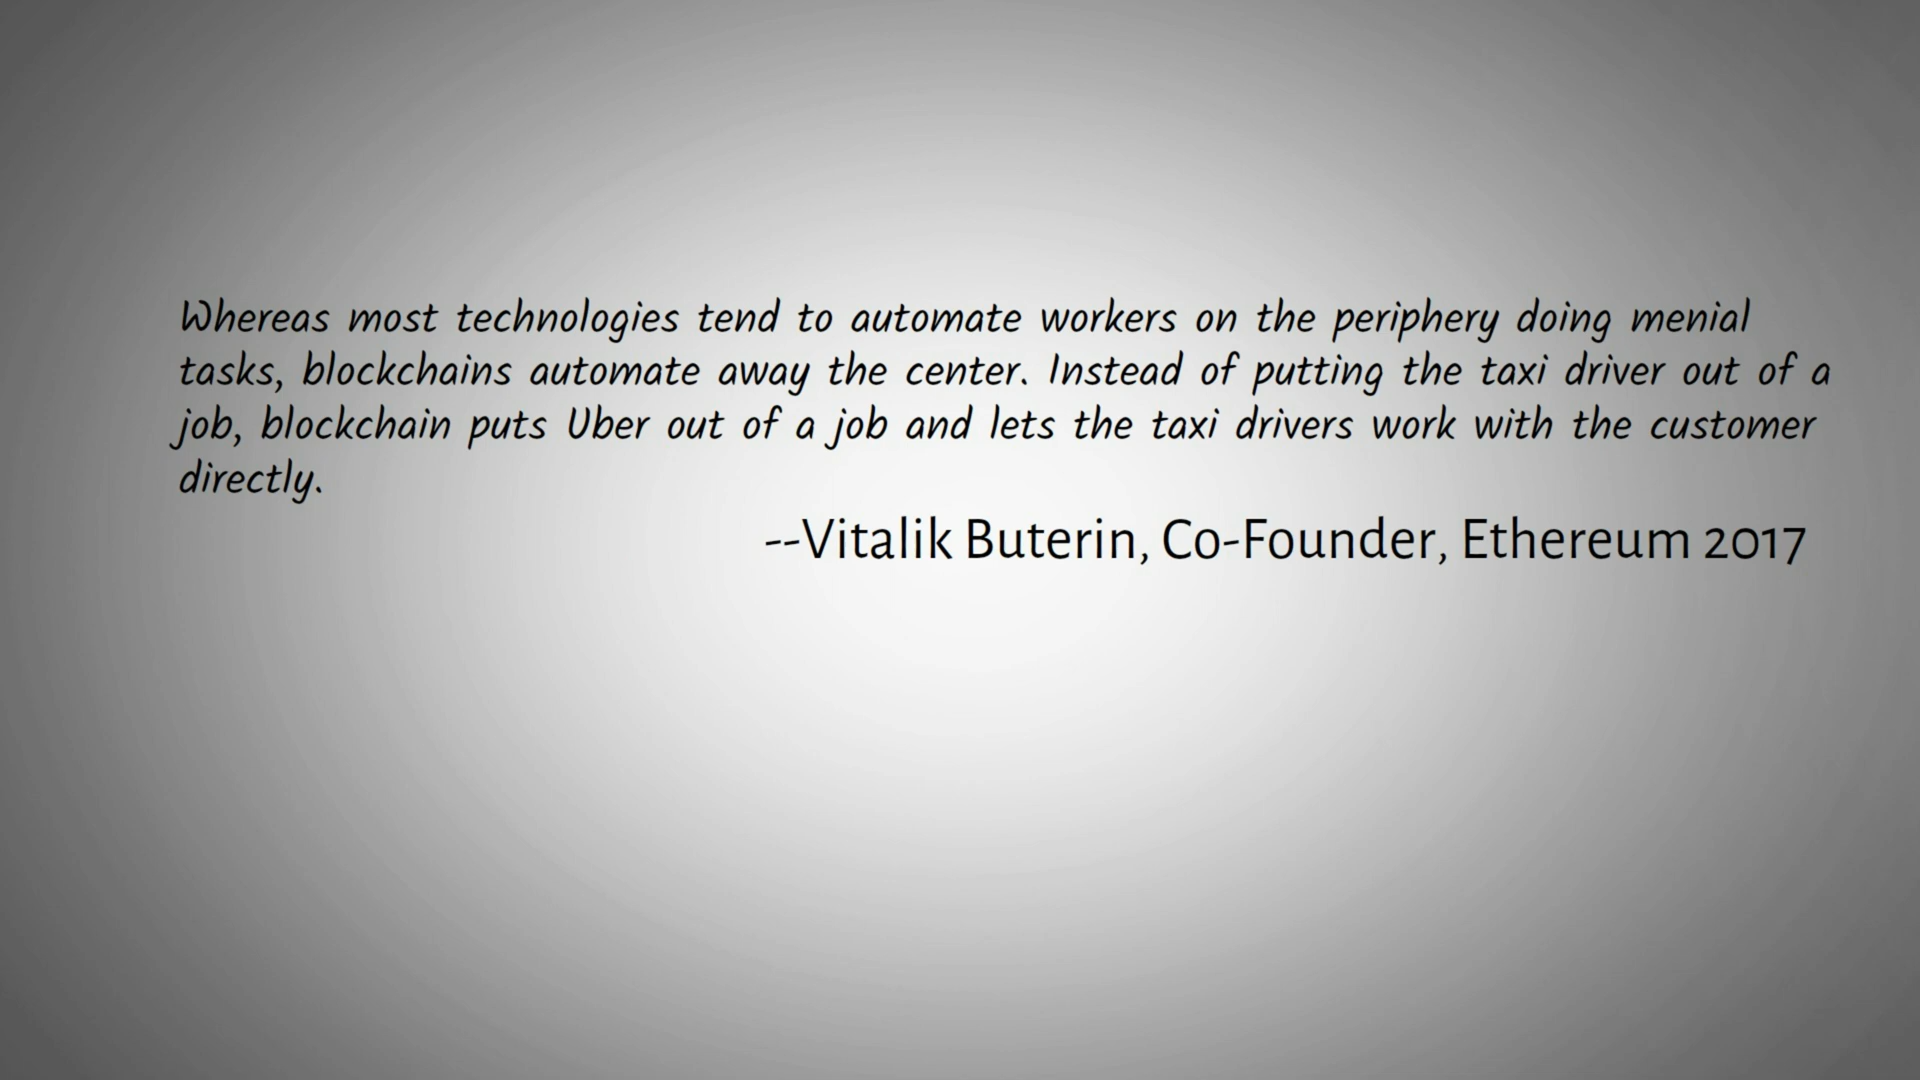 Whereas most technologies tend to automate workers on the periphery doing menial
tasks, blockchains automate away the center. Instead of putting the taxi driver out of a
job, blockchain puts Uber out of a job and lets the taxi drivers work with the customer
directly.
--Vitalik Buterin, Co-Founder, Ethereum 2017